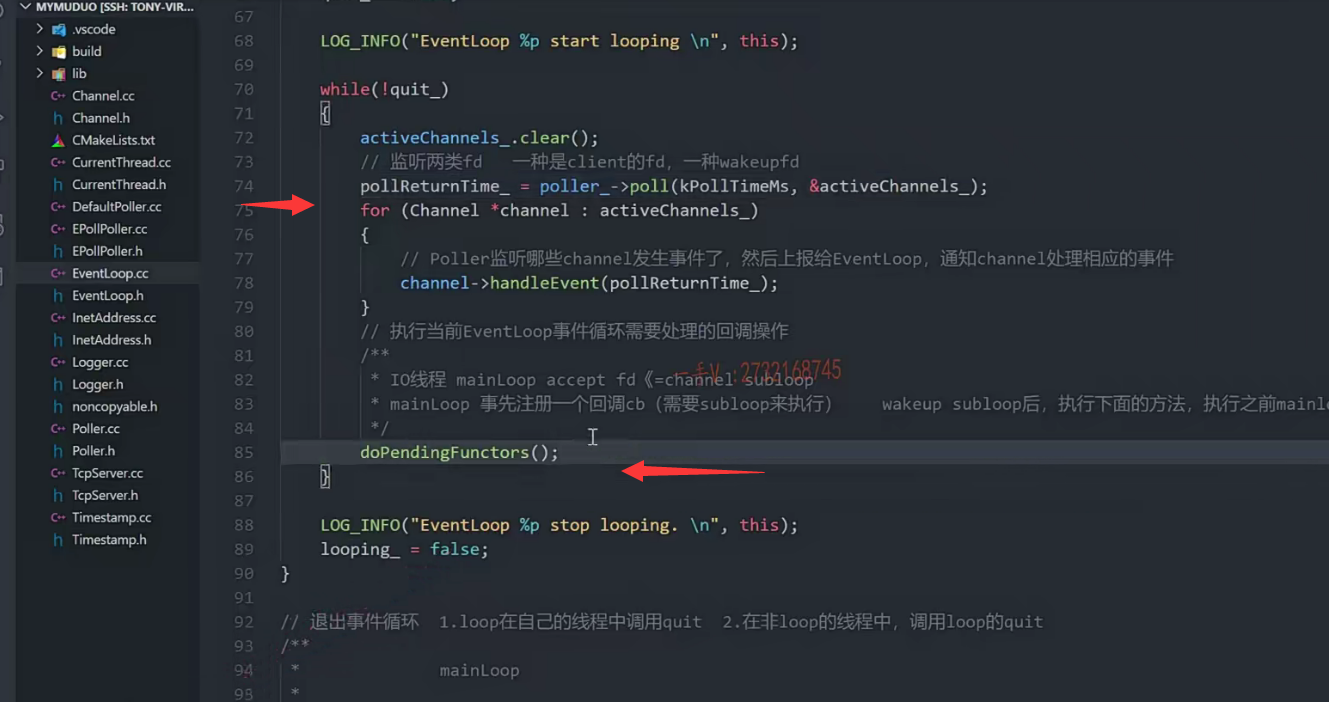 MYMUDUO [SSH: TONY-VIR...
.vscode
build
lib
Channel.cc
Channel.h
CMakeLists.txt
CurrentThread.cc
CurrentThread.h
DefaultPoller.cc
EPollPoller.cc
EPollPoller.h
EventLoop.cc
EventLoop.h
InetAddress.cc
InetAddress.h
Logger.cc
Logger.h
noncopyable.h
Poller.cc
Poller.h
TcpServer.cc
TcpServer.h
Timestamp.cc
Timestamp.h
67
68 LOG_INFO("EventLoop %p start looping \n", this);
69
70 while(!quit_)
71 {
72 activeChannels_.clear();
73 // 监听两类fd 一种是client的fd，一种wakeupfd
74 pollReturnTime_ = poller_->poll(kPollTimeMs, &activeChannels_);
75 for (Channel *channel : activeChannels_)
76 {
77 // Poller监听哪些channel发生事件了，然后上报给EventLoop，通知channel处理相应的事件
78 channel->handleEvent(pollReturnTime_);
79 }
80 // 执行当前EventLoop事件循环需要处理的回调操作
81 /**
82 * IO线程 mainLoop accept fd《=channel subloop
:2732168745
83 * mainLoop 事先注册一个回调cb（需要subloop来执行） wakeup subloop后，执行下面的方法，执行之前mainlo
84 */
85 doPendingFunctors();
86 }
87
88 LOG_INFO("EventLoop %p stop looping. \n", this);
89 looping_ = false;
90 }
91
92 // 退出事件循环 1.loop在自己的线程中调用quit 2.在非loop的线程中，调用loop的quit
93 /**
94 * mainLoop
95 *